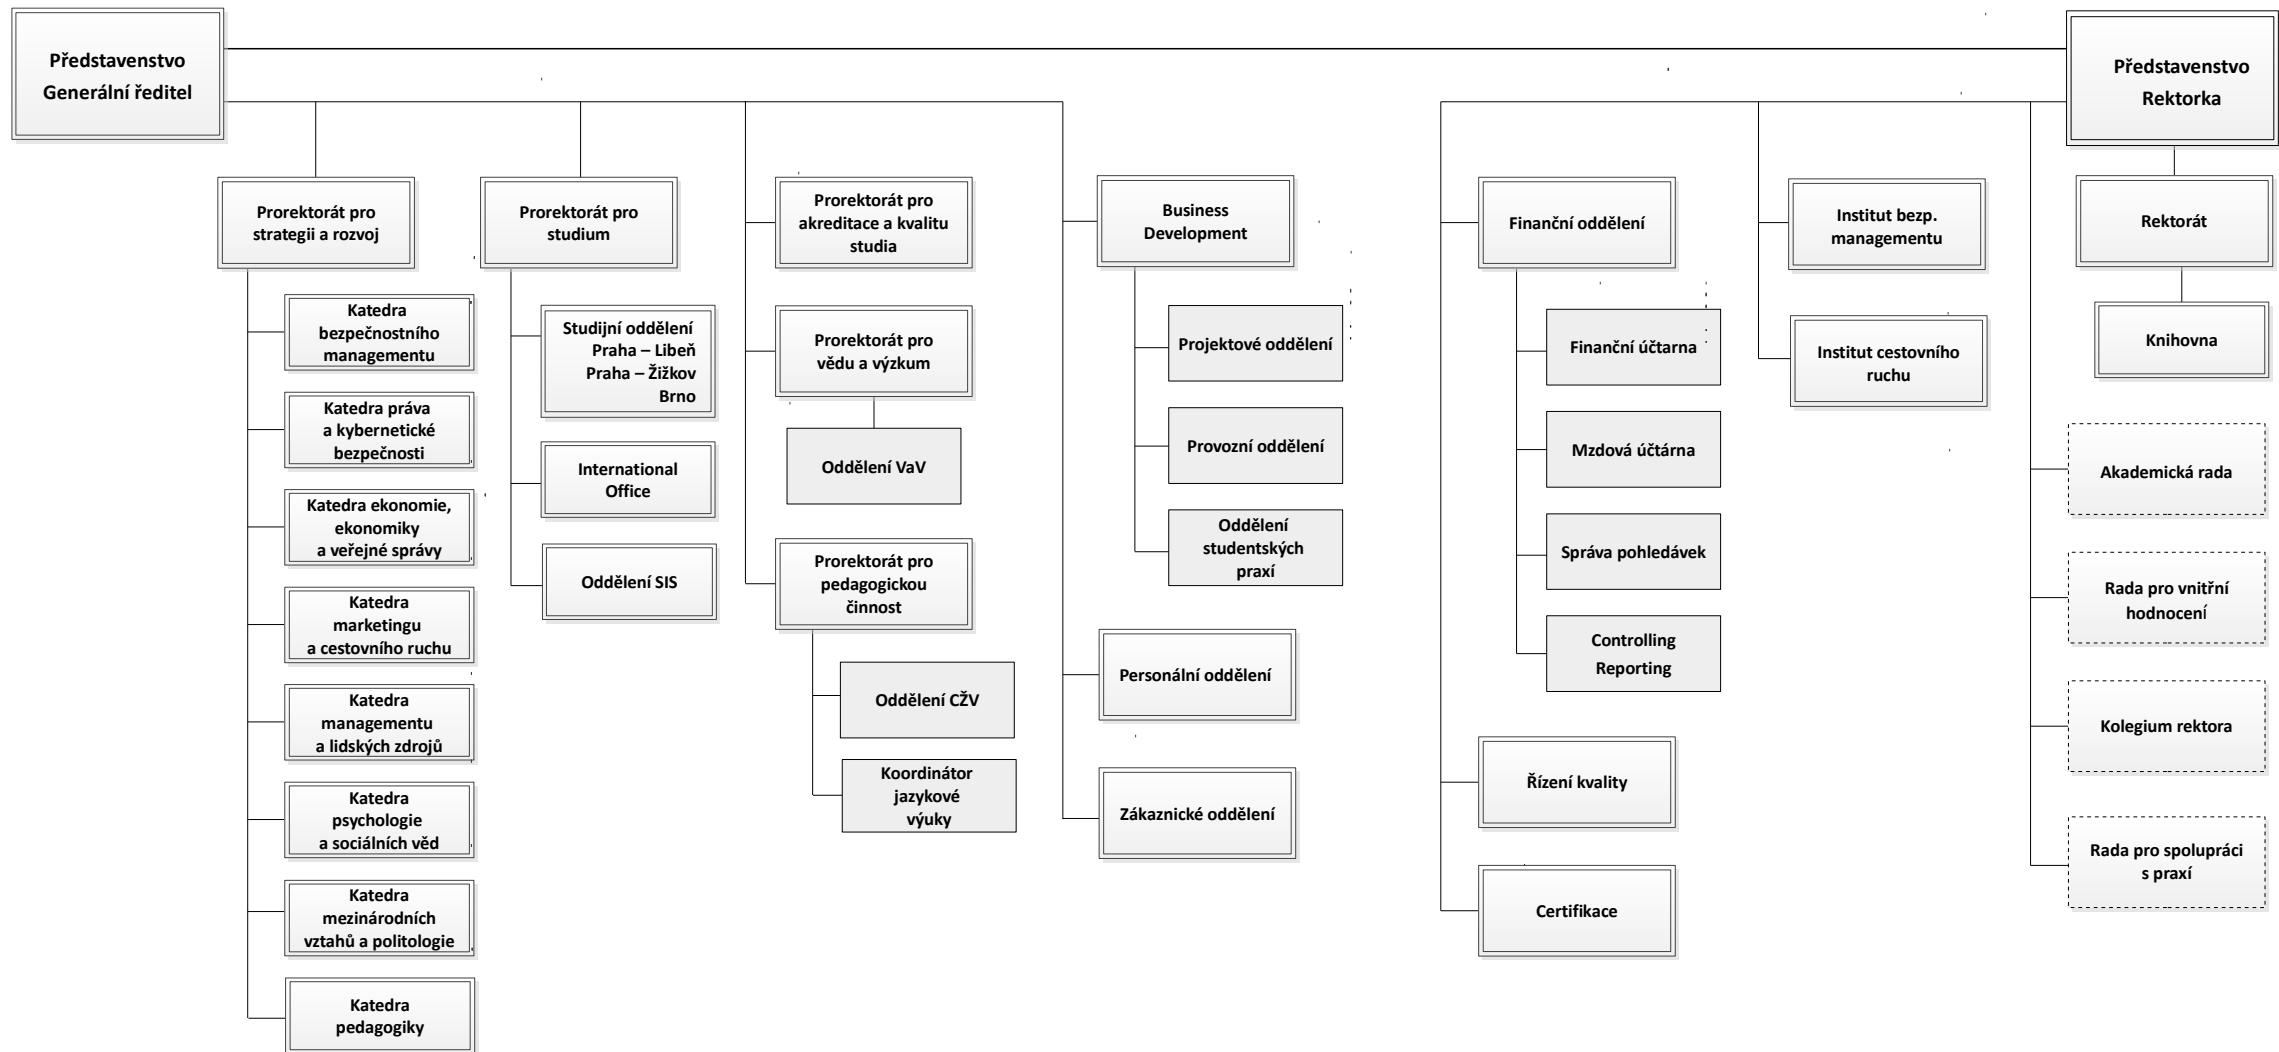 Představenstvo
Generální ředitel
Představenstvo
Rektorka
Prorektorát pro
strategii a rozvoj
Katedra
bezpečnostního
managementu
Katedra práva
a kybernetické
bezpečnosti
Katedra ekonomie,
ekonomiky
a veřejné správy
Katedra
marketingu
a cestovního ruchu
Katedra
managementu
a lidských zdrojů
Katedra
psychologie
a sociálních věd
Katedra
mezinárodních
vztahů a politologie
Katedra
pedagogiky
Prorektorát pro
studium
Studijní oddělení
Praha – Libeň
Praha – Žižkov
Brno
International
Office
Oddělení SIS
Prorektorát pro
akreditace a kvalitu
studia
Prorektorát pro
vědu a výzkum
Oddělení VaV
Prorektorát pro
pedagogickou
činnost
Oddělení CŽV
Koordinátor
jazykové
výuky
Business
Development
Projektové oddělení
Provozní oddělení
Oddělení
studentských
praxí
Personální oddělení
Zákaznické oddělení
Finanční oddělení
Finanční účtarna
Mzdová účtárna
Správa pohledávek
Controlling
Reporting
Řízení kvality
Certifikace
Institut bezp.
managementu
Institut cestovního
ruchu
Rektorát
Knihovna
Akademická rada
Rada pro vnitřní
hodnocení
Kolegium rektora
Rada pro spolupráci
s praxí